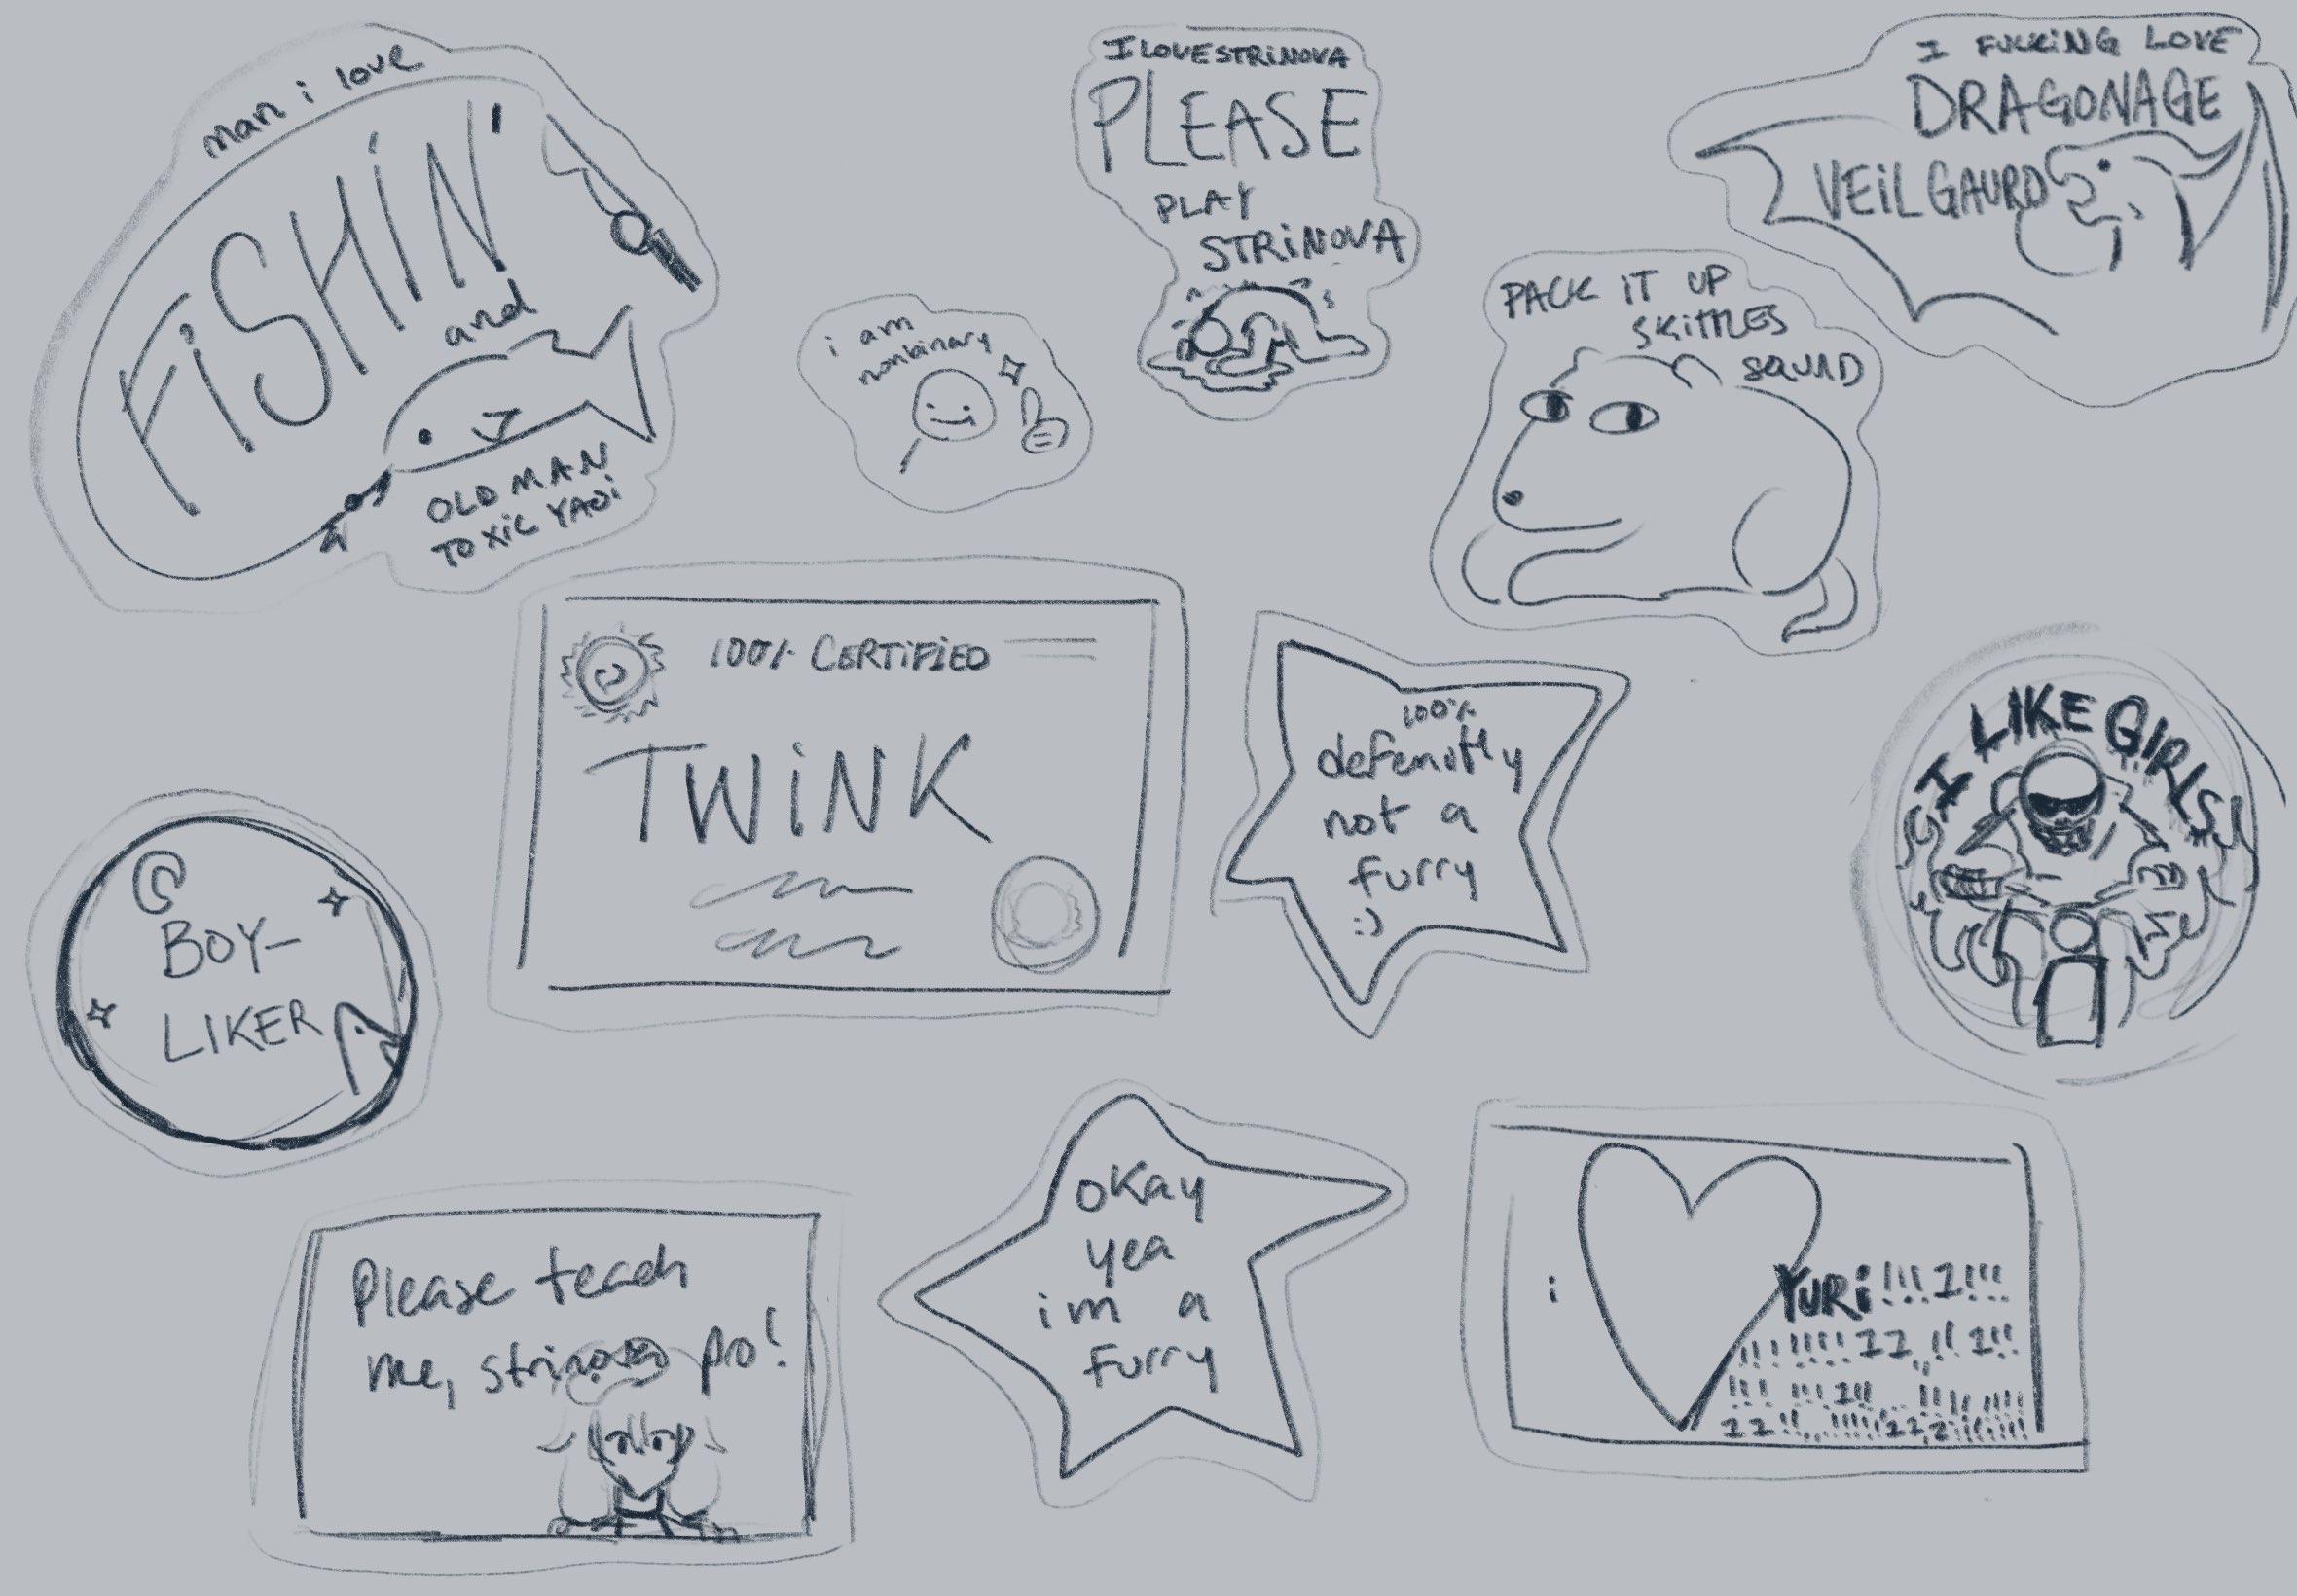 man i love
FiSHiN'
and
OLD MAN
TOXiC YAOi
I LOVE STRiNOVA
PLEASE
PLAY
STRiNOVA
I FUCKiNG LOVE
DRAGONAGE
VEiLGAURD
i am
nonbinary
PACK iT UP
SKiTTLES
SQUAD
100% CERTiFiED
TWiNK
100%
defenitly
not a
furry
:)
I LIKE GIRLS
BOY-
LIKER
Please teach
me, strinova pro!
okay
yea
im a
furry
i
YURi!!!1!!!